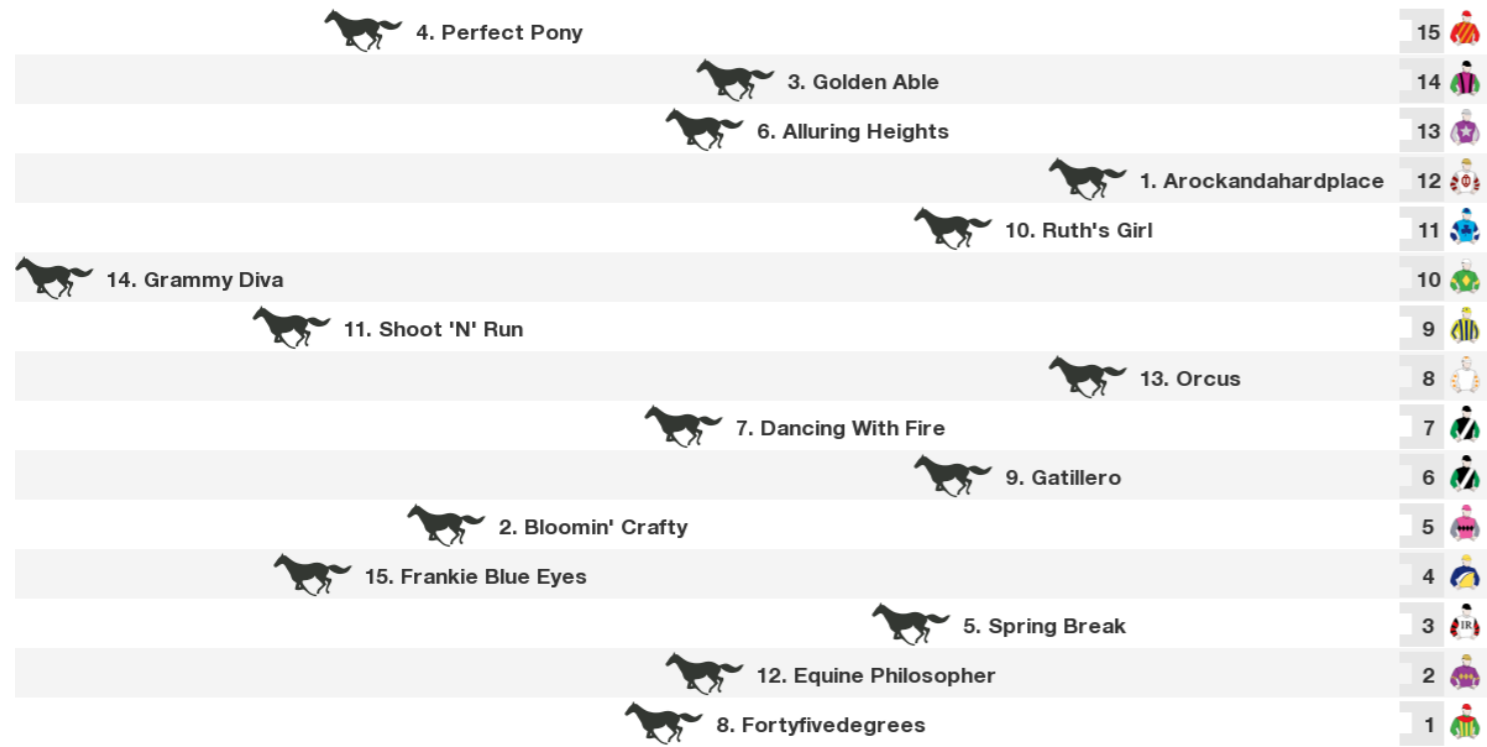 4. Perfect Pony 15
3. Golden Able 14
6. Alluring Heights 13
1. Arockandahardplace 12
10. Ruth's Girl 11
14. Grammy Diva 10
11. Shoot 'N' Run 9
13. Orcus 8
7. Dancing With Fire 7
9. Gatillero 6
2. Bloomin' Crafty 5
15. Frankie Blue Eyes 4
5. Spring Break 3 IR
12. Equine Philosopher 2
8. Fortyfivedegrees 1